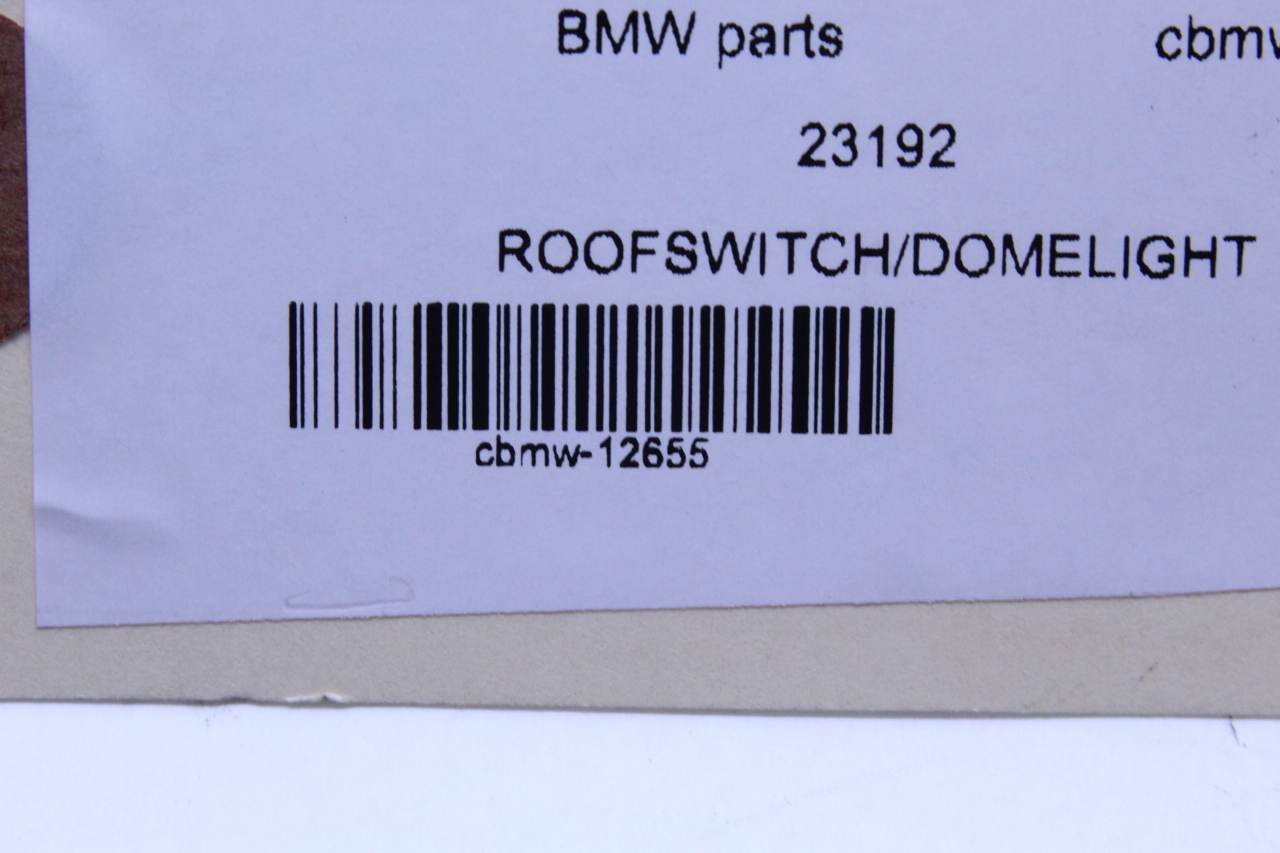 BMW parts
23192
ROOFSWITCH/DOMELIGHT
cbmw-12655